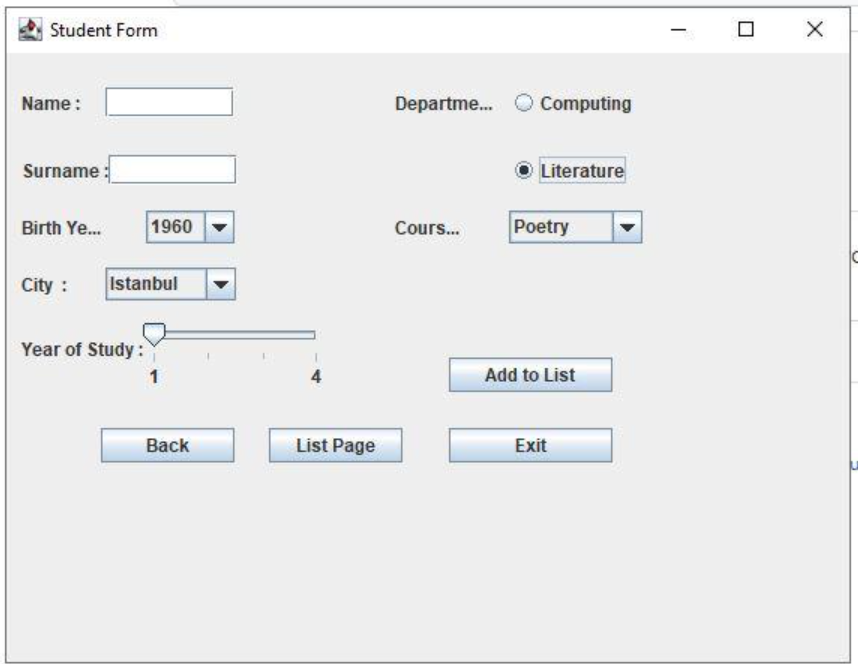 Student Form
Name :
Departme...
Computing
Surname :
Literature
Birth Ye...
1960
Cours...
Poetry
City :
Istanbul
Year of Study :
1
4
Add to List
Back
List Page
Exit